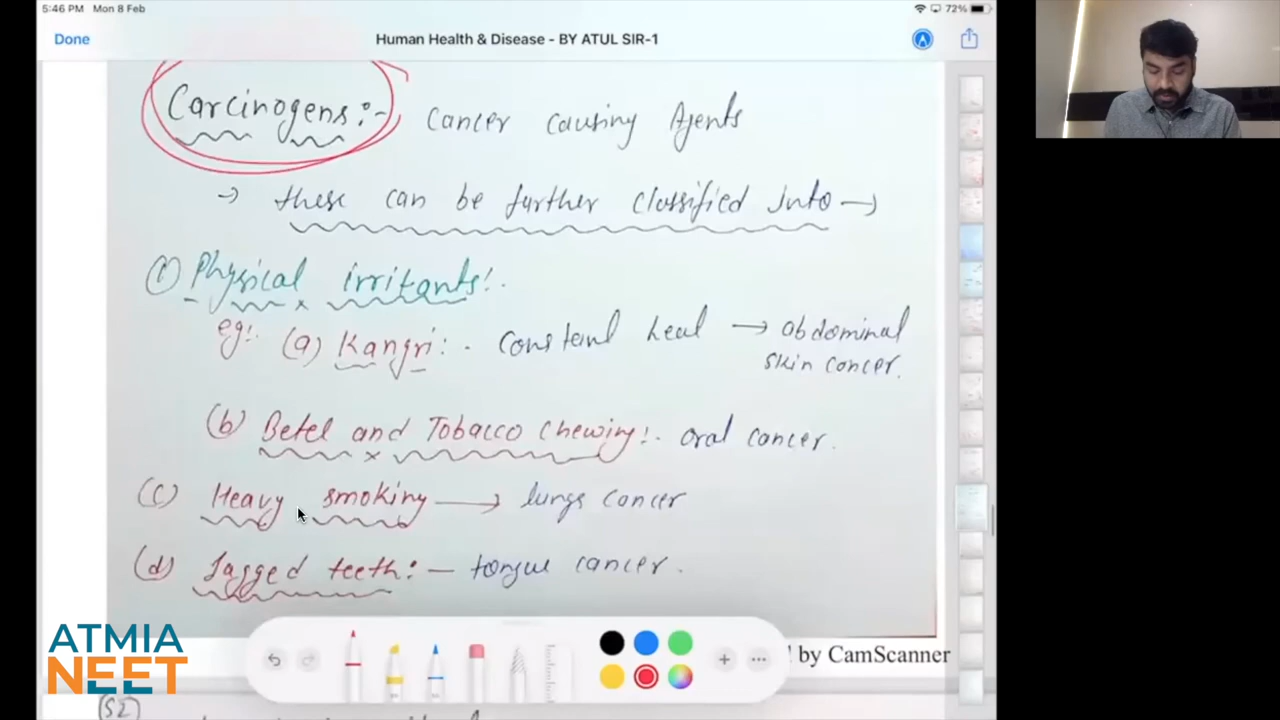 5:46 PM Mon 8 Feb
72%
Done
Human Health & Disease - BY ATUL SIR-1
Carcinogens:- Cancer causing Agents
→ these can be further classified into →
(1) Physical irritants:-
eg:- (a) Kangri:- Constant heat → abdominal
skin cancer.
(b) Betel and Tobacco chewing:- oral cancer.
(c) Heavy smoking → lungs cancer
(d) Jagged teeth:- tongue cancer.
by CamScanner
ATMIA
NEET
(52)